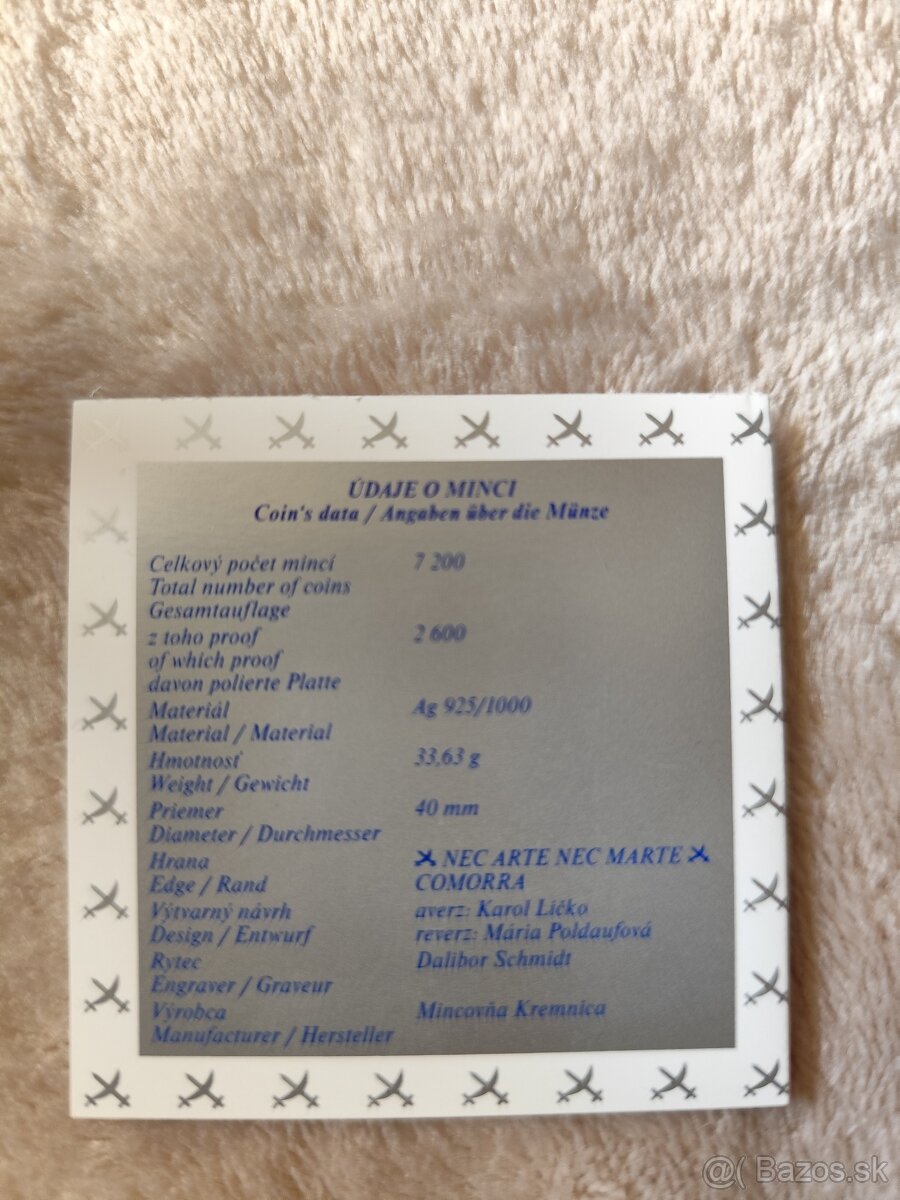 ÚDAJE O MINCI
Coin's data / Angaben über die Münze
Celkový počet mincí 7 200
Total number of coins
Gesamtauflage
z toho proof 2 600
of which proof
davon polierte Platte
Materiál Ag 925/1000
Material / Material
Hmotnosť 33,63 g
Weight / Gewicht
Priemer 40 mm
Diameter / Durchmesser
Hrana NEC ARTE NEC MARTE
Edge / Rand COMORRA
Výtvarný návrh averz: Karol Ličko
Design / Entwurf reverz: Mária Poldaufová
Rytec Dalibor Schmidt
Engraver / Graveur
Výrobca Mincovňa Kremnica
Manufacturer / Hersteller
@( Bazos.sk